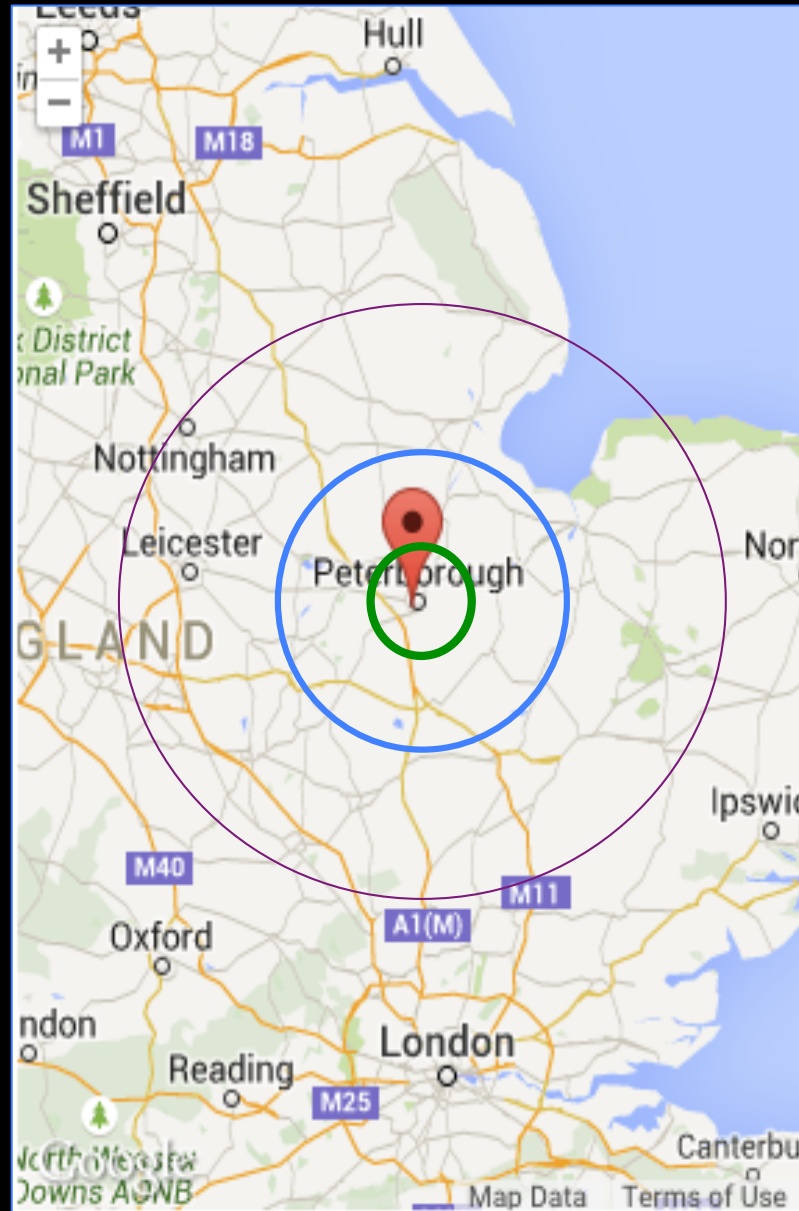 Leeds
Hull
+
−
M1
M18
Sheffield
District
onal Park
Nottingham
Leicester
Peterborough
Nor
GLAND
Ipswic
M40
M11
A1(M)
Oxford
ndon
London
Reading
M25
Canterbu
Downs AONB
Map Data
Terms of Use